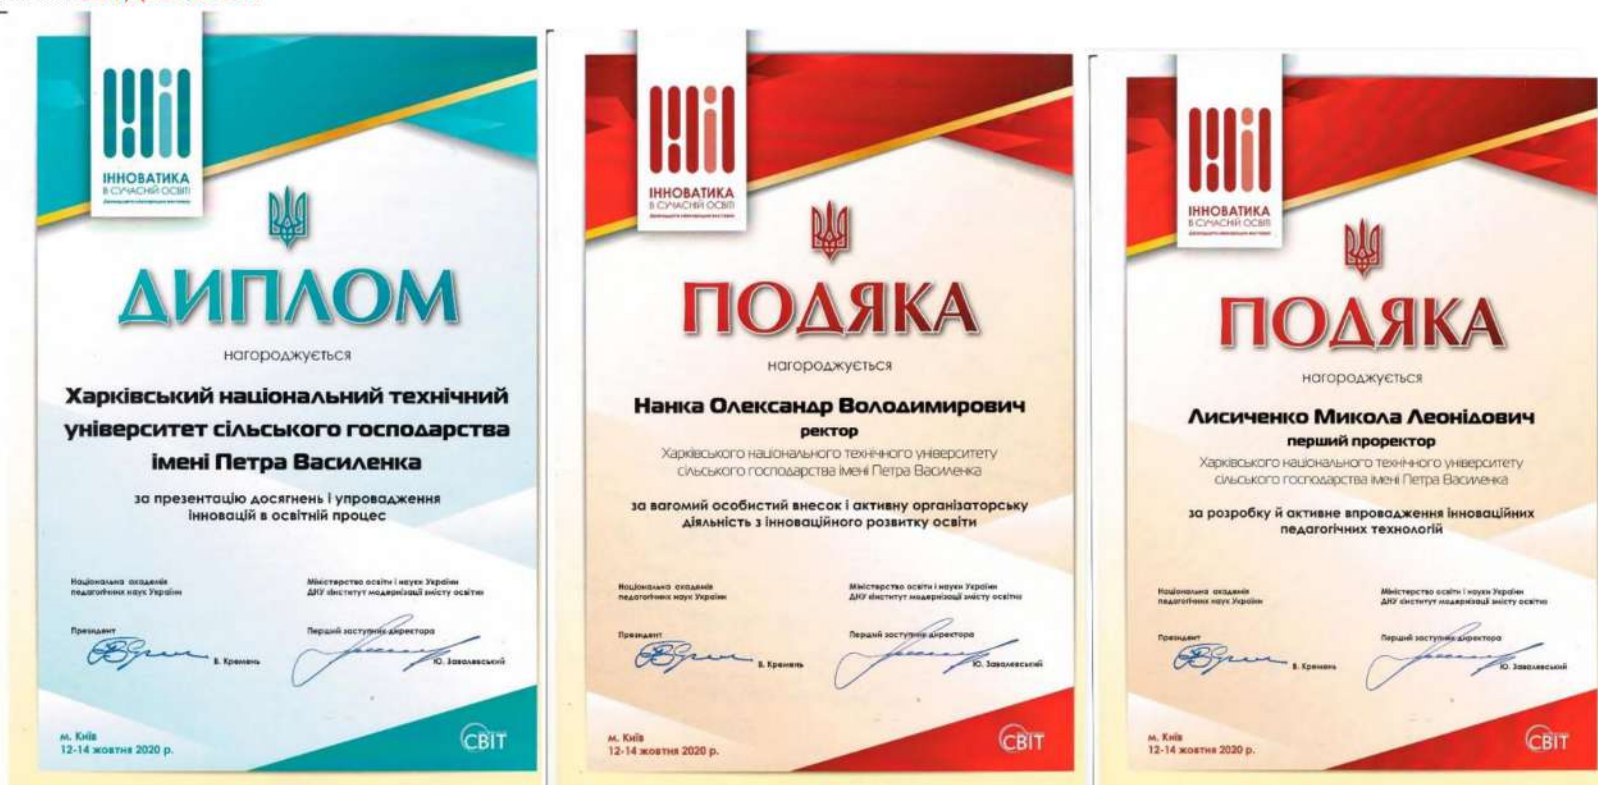 ІННОВАТИКА
В СУЧАСНІЙ ОСВІТІ
ДИПЛОМ
нагороджується
Харківський національний технічний
університет сільського господарства
імені Петра Василенка
за презентацію досягнень і упровадження
інновацій в освітній процес
Національна академія
педагогічних наук України
Міністерство освіти і науки України
ДНУ «Інститут модернізації змісту освіти»
Президент
В. Кремень
Перший заступник директора
Ю. Завалевський
м. Київ
12-14 жовтня 2020 р.
СВІТ
ІННОВАТИКА
В СУЧАСНІЙ ОСВІТІ
ПОДЯКА
нагороджується
Нанка Олександр Володимирович
ректор
Харківського національного технічного університету
сільського господарства імені Петра Василенка
за вагомий особистий внесок і активну організаторську
діяльність з інноваційного розвитку освіти
Національна академія
педагогічних наук України
Міністерство освіти і науки України
ДНУ «Інститут модернізації змісту освіти»
Президент
В. Кремень
Перший заступник директора
Ю. Завалевський
м. Київ
12-14 жовтня 2020 р.
СВІТ
ІННОВАТИКА
В СУЧАСНІЙ ОСВІТІ
ПОДЯКА
нагороджується
Лисиченко Микола Леонідович
перший проректор
Харківського національного технічного університету
сільського господарства імені Петра Василенка
за розробку й активне впровадження інноваційних
педагогічних технологій
Національна академія
педагогічних наук України
Міністерство освіти і науки України
ДНУ «Інститут модернізації змісту освіти»
Президент
В. Кремень
Перший заступник директора
Ю. Завалевський
м. Київ
12-14 жовтня 2020 р.
СВІТ